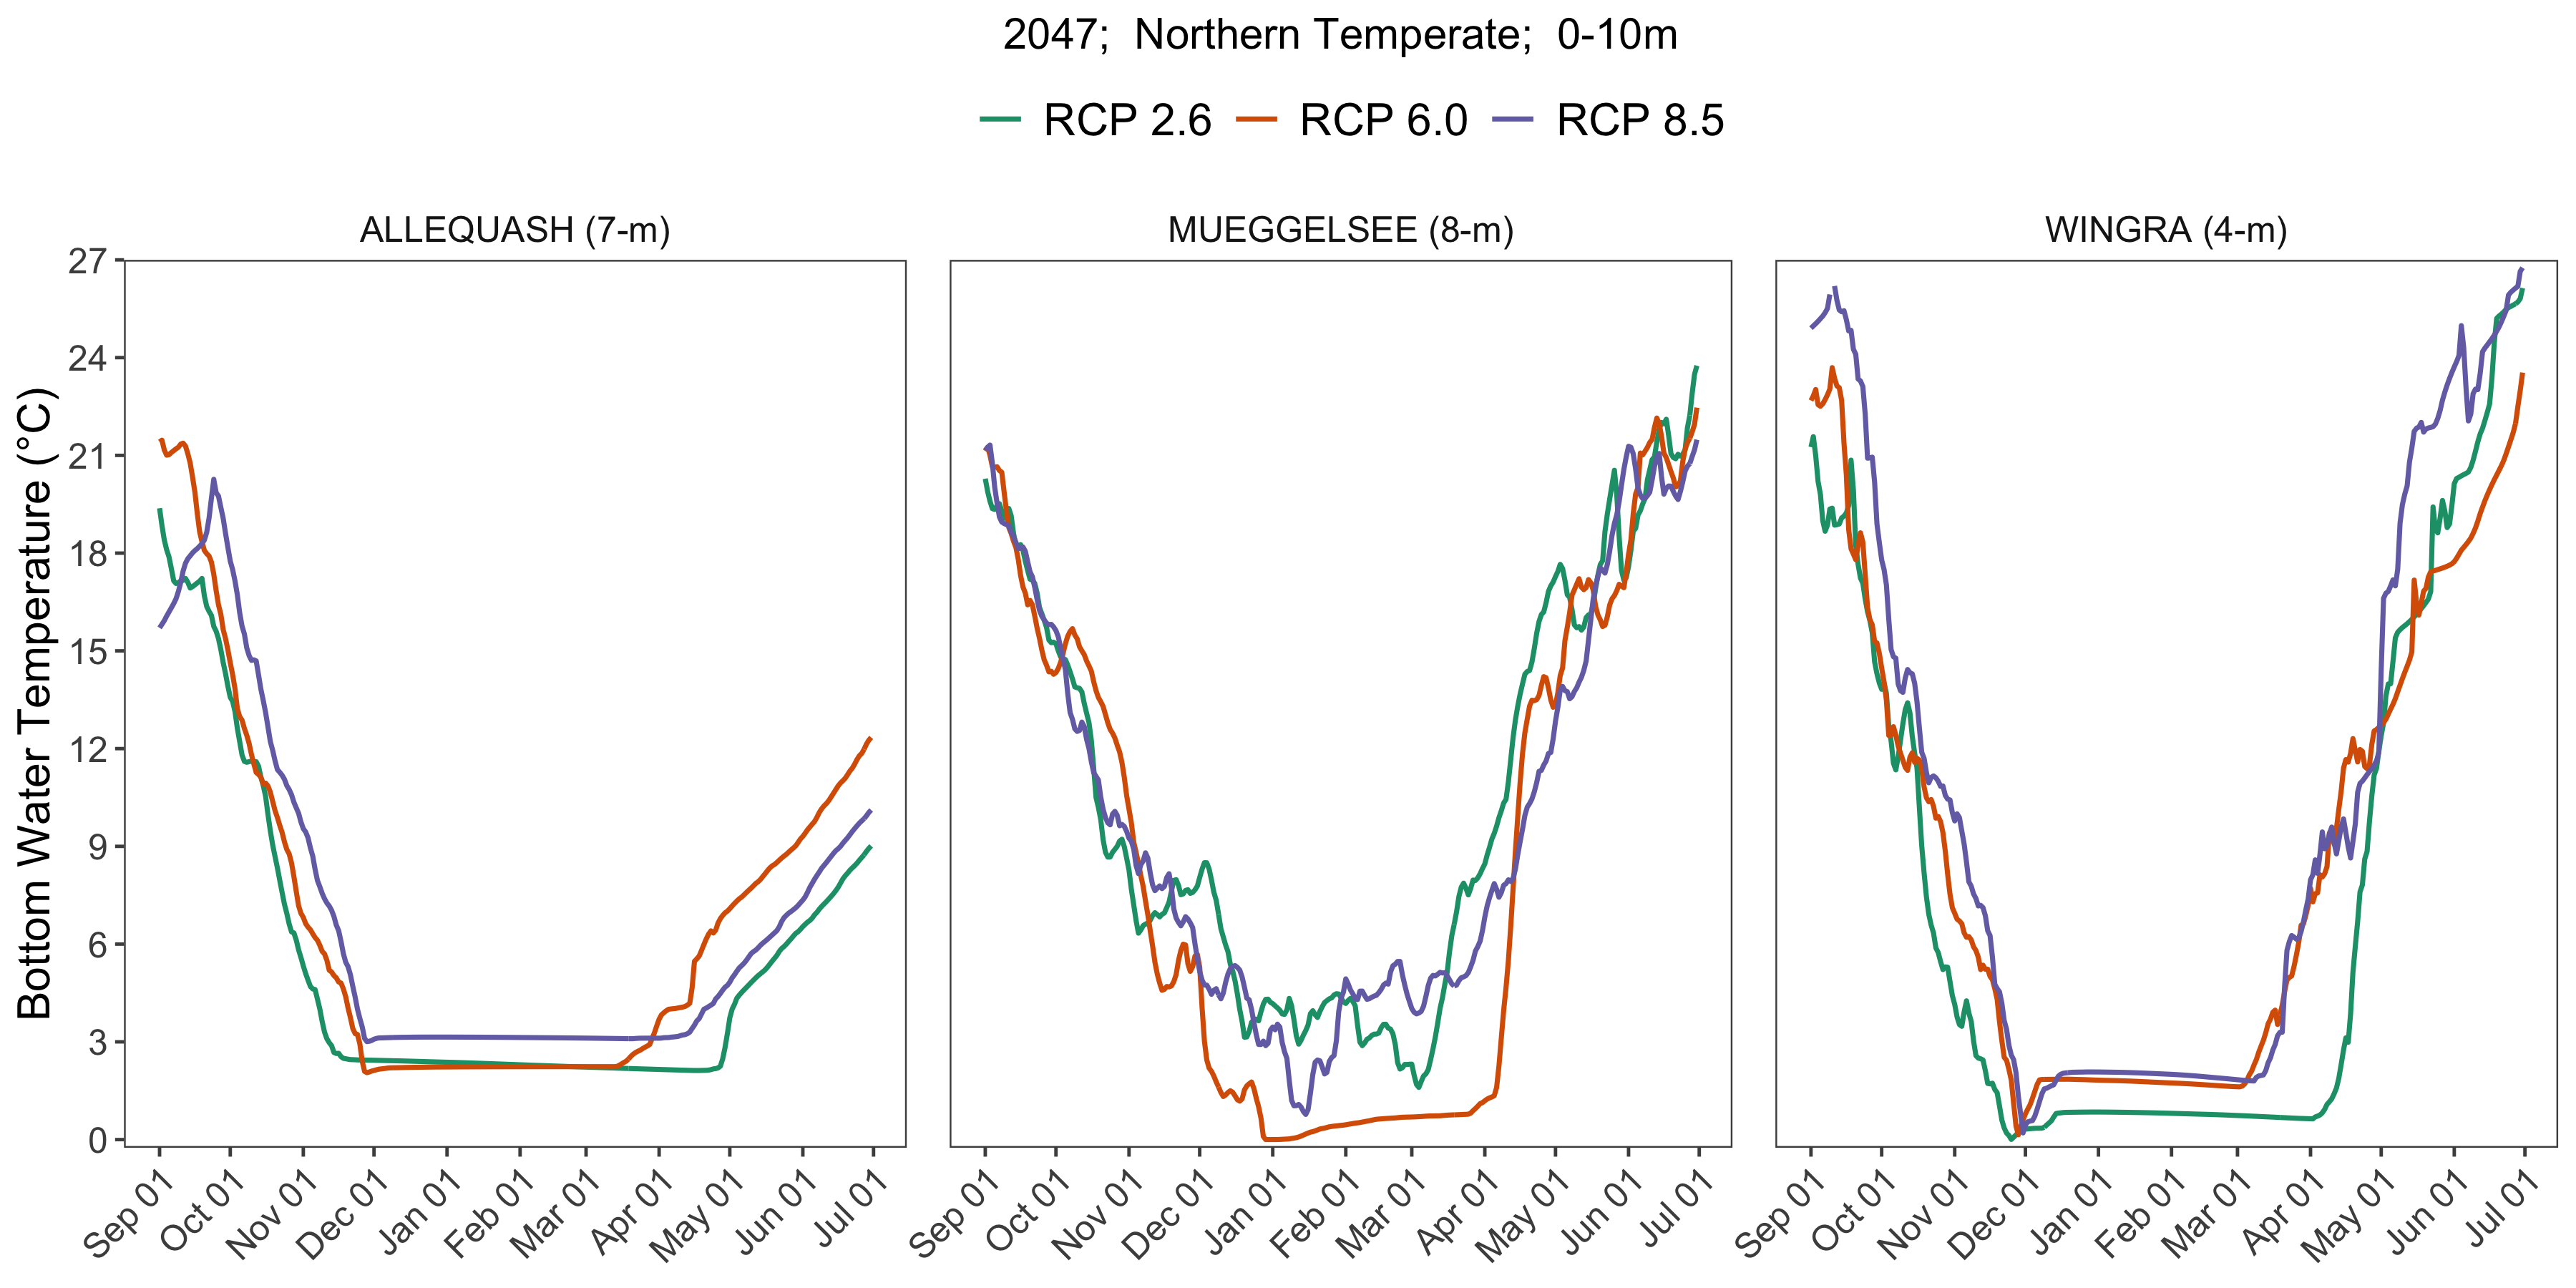 2047;  Northern Temperate;  0-10m
RCP 2.6 RCP 6.0 RCP 8.5
ALLEQUASH (7-m) MUEGGELSEE (8-m) WINGRA (4-m)
Bottom Water Temperature (°C)
27
24
21
18
15
12
9
6
3
0
Sep 01 Oct 01 Nov 01 Dec 01 Jan 01 Feb 01 Mar 01 Apr 01 May 01 Jun 01 Jul 01 Sep 01 Oct 01 Nov 01 Dec 01 Jan 01 Feb 01 Mar 01 Apr 01 May 01 Jun 01 Jul 01 Sep 01 Oct 01 Nov 01 Dec 01 Jan 01 Feb 01 Mar 01 Apr 01 May 01 Jun 01 Jul 01